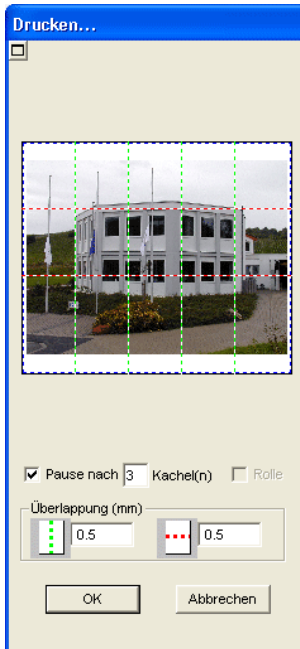 Drucken...
Pause nach 3 Kachel(n) Rolle
Überlappung (mm)
0.5 0.5
OK Abbrechen